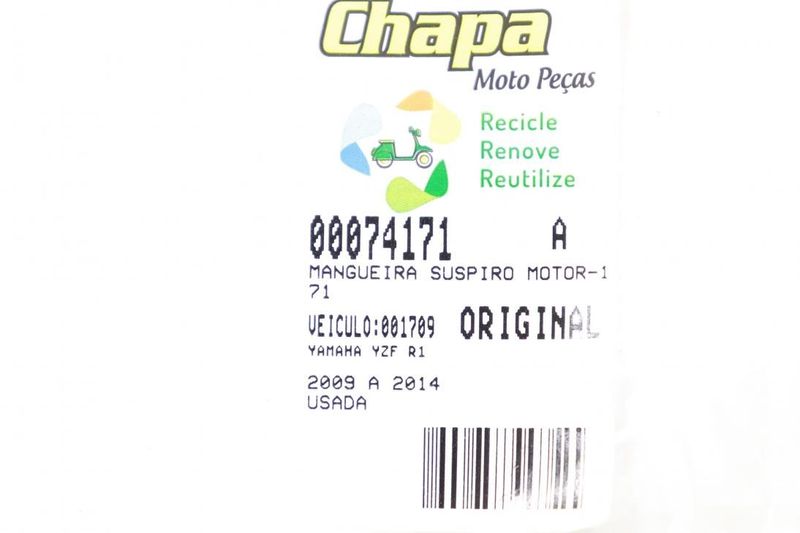 Chapa
Moto Peças
Recicle
Renove
Reutilize
00074171 A
MANGUEIRA SUSPIRO MOTOR-1
71
VEICULO:001709 ORIGINAL
YAMAHA YZF R1
2009 A 2014
USADA